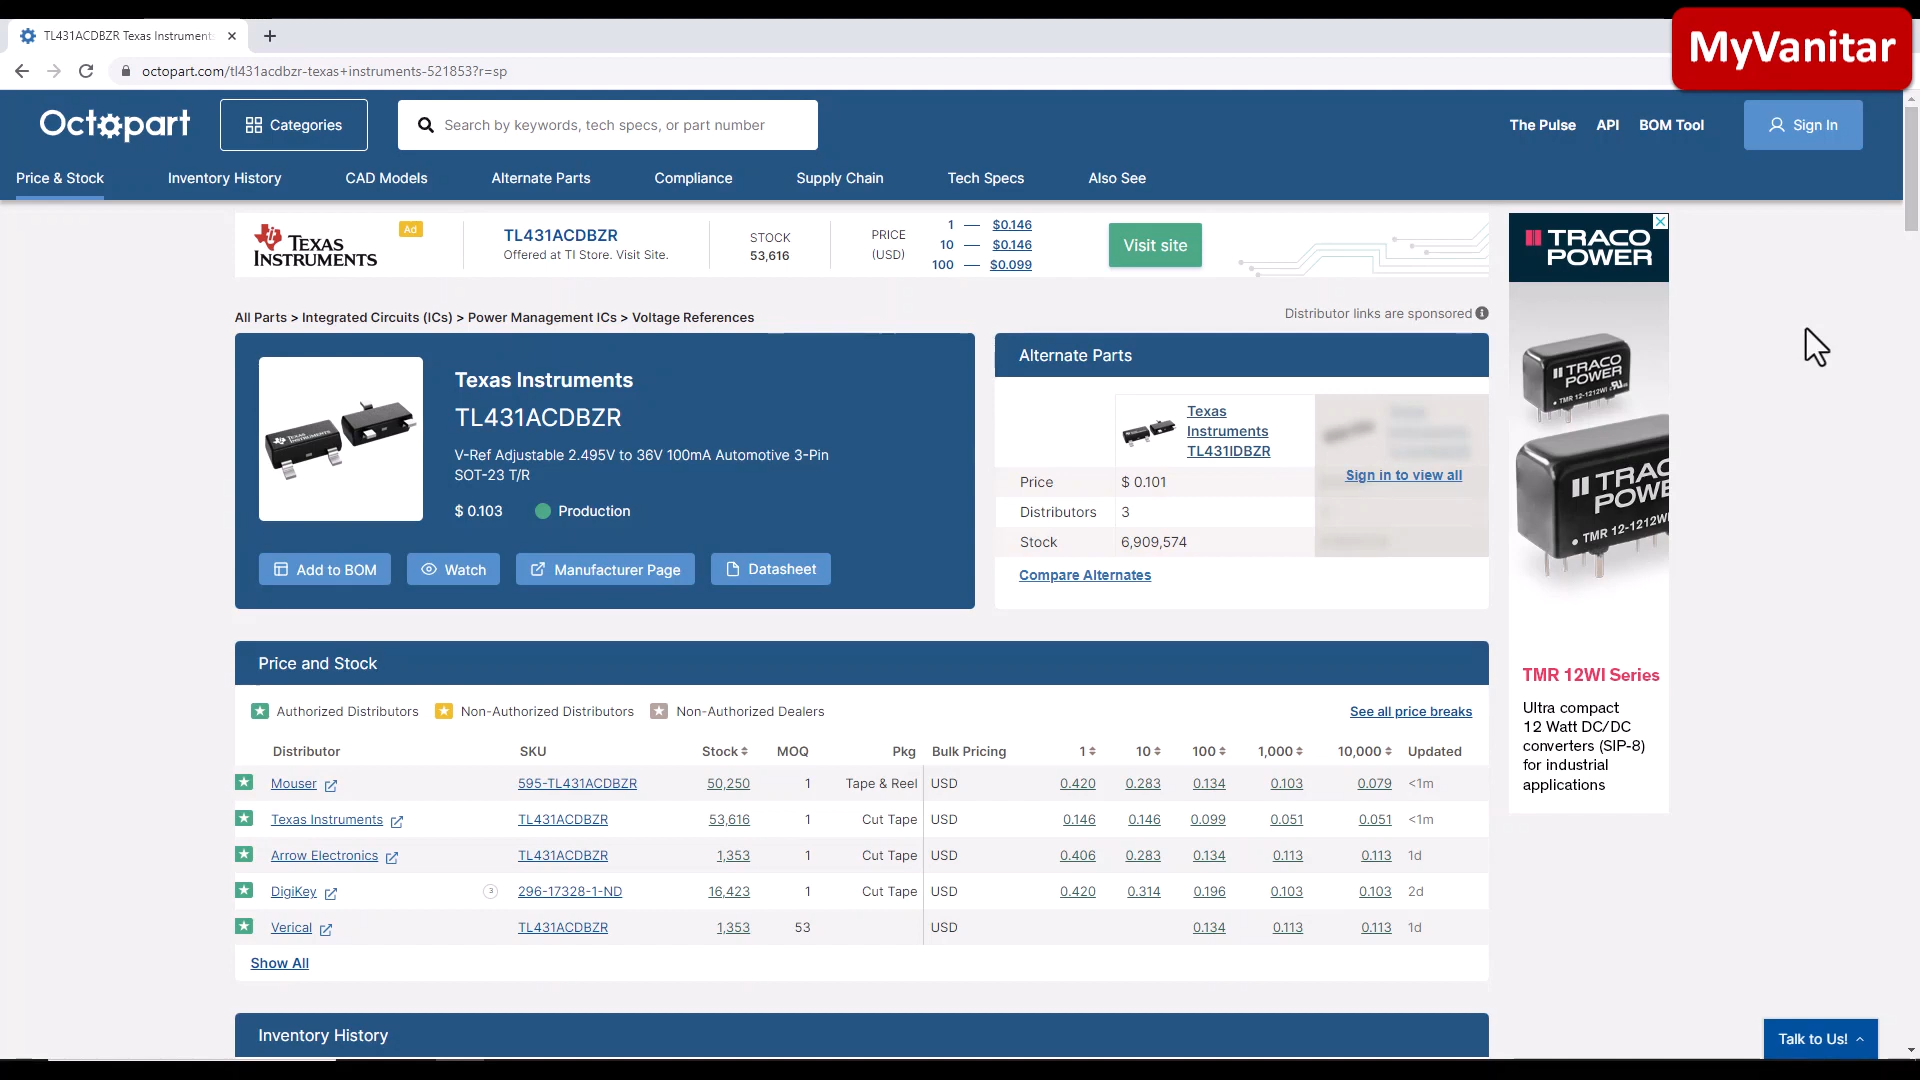 TL431ACDBZR Texas Instruments
MyVanitar
octopart.com/tl431acdbzr-texas+instruments-521853?r=sp
Octopart
Categories
Search by keywords, tech specs, or part number
The Pulse API BOM Tool
Sign In
Price & Stock Inventory History CAD Models Alternate Parts Compliance Supply Chain Tech Specs Also See
TEXAS INSTRUMENTS
Ad
TL431ACDBZR
Offered at TI Store. Visit Site.
STOCK
53,616
PRICE
(USD)
1 — $0.146
10 — $0.146
100 — $0.099
Visit site
TRACO
POWER
All Parts > Integrated Circuits (ICs) > Power Management ICs > Voltage References
Distributor links are sponsored
Texas Instruments
TL431ACDBZR
V-Ref Adjustable 2.495V to 36V 100mA Automotive 3-Pin
SOT-23 T/R
$ 0.103 Production
Add to BOM Watch Manufacturer Page Datasheet
Alternate Parts
Texas
Instruments
TL431IDBZR
Sign in to view all
Price $ 0.101
Distributors 3
Stock 6,909,574
Compare Alternates
TRACO
POWER
TMR 12-1212WI
TRACO
POWER
TMR 12-1212WI
TMR 12WI Series
Ultra compact
12 Watt DC/DC
converters (SIP-8)
for industrial
applications
Price and Stock
Authorized Distributors Non-Authorized Distributors Non-Authorized Dealers
See all price breaks
Distributor SKU Stock MOQ Pkg Bulk Pricing 1 10 100 1,000 10,000 Updated
Mouser 595-TL431ACDBZR 50,250 1 Tape & Reel USD 0.420 0.283 0.134 0.103 0.079 <1m
Texas Instruments TL431ACDBZR 53,616 1 Cut Tape USD 0.146 0.146 0.099 0.051 0.051 <1m
Arrow Electronics TL431ACDBZR 1,353 1 Cut Tape USD 0.406 0.283 0.134 0.113 0.113 1d
DigiKey 3 296-17328-1-ND 16,423 1 Cut Tape USD 0.420 0.314 0.196 0.103 0.103 2d
Verical TL431ACDBZR 1,353 53 USD 0.134 0.113 0.113 1d
Show All
Inventory History
Talk to Us!